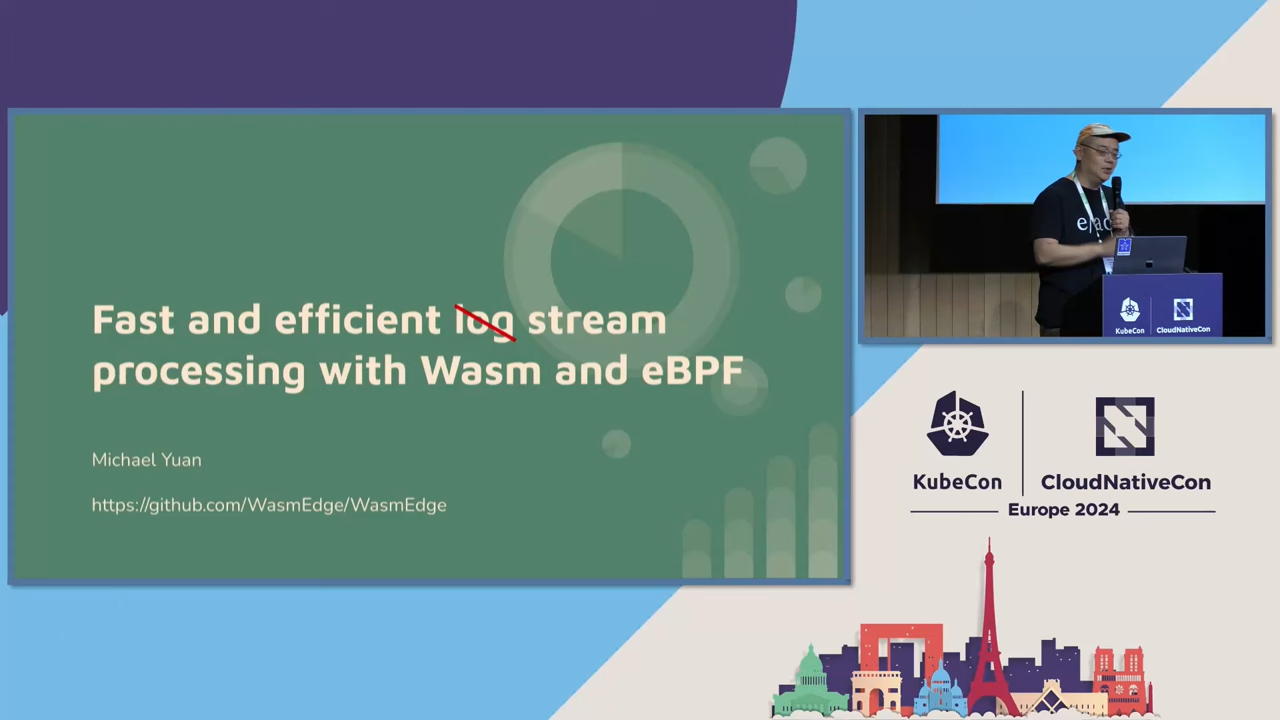 Fast and efficient log stream
processing with Wasm and eBPF
Michael Yuan
https://github.com/WasmEdge/WasmEdge
KubeCon
CloudNativeCon
KubeCon
CloudNativeCon
Europe 2024